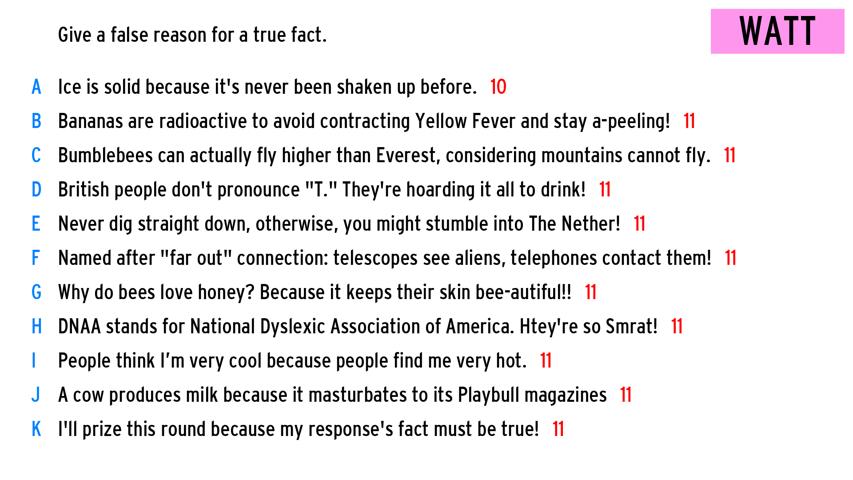 Give a false reason for a true fact.
WATT
A Ice is solid because it's never been shaken up before. 10
B Bananas are radioactive to avoid contracting Yellow Fever and stay a-peeling! 11
C Bumblebees can actually fly higher than Everest, considering mountains cannot fly. 11
D British people don't pronounce "T." They're hoarding it all to drink! 11
E Never dig straight down, otherwise, you might stumble into The Nether! 11
F Named after "far out" connection: telescopes see aliens, telephones contact them! 11
G Why do bees love honey? Because it keeps their skin bee-autiful!! 11
H DNAA stands for National Dyslexic Association of America. Htey're so Smrat! 11
I People think I’m very cool because people find me very hot. 11
J A cow produces milk because it masturbates to its Playbull magazines 11
K I'll prize this round because my response's fact must be true! 11